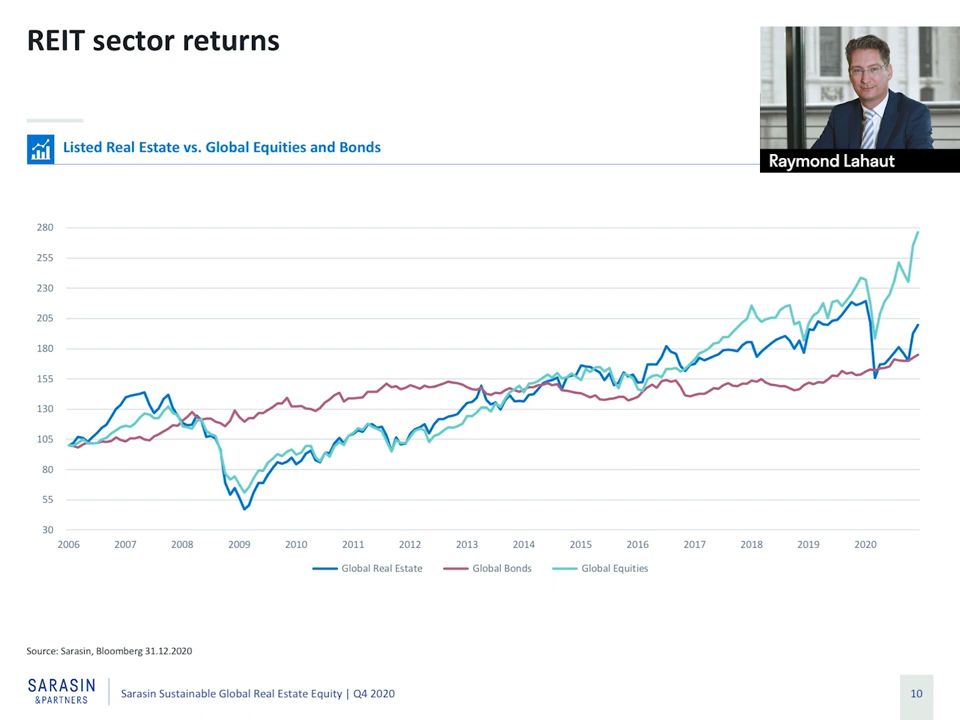 REIT sector returns
Raymond Lahaut
Listed Real Estate vs. Global Equities and Bonds
280
255
230
205
180
155
130
105
80
55
30
2006 2007 2008 2009 2010 2011 2012 2013 2014 2015 2016 2017 2018 2019 2020
Global Real Estate Global Bonds Global Equities
Source: Sarasin, Bloomberg 31.12.2020
SARASIN
&PARTNERS
Sarasin Sustainable Global Real Estate Equity | Q4 2020
10